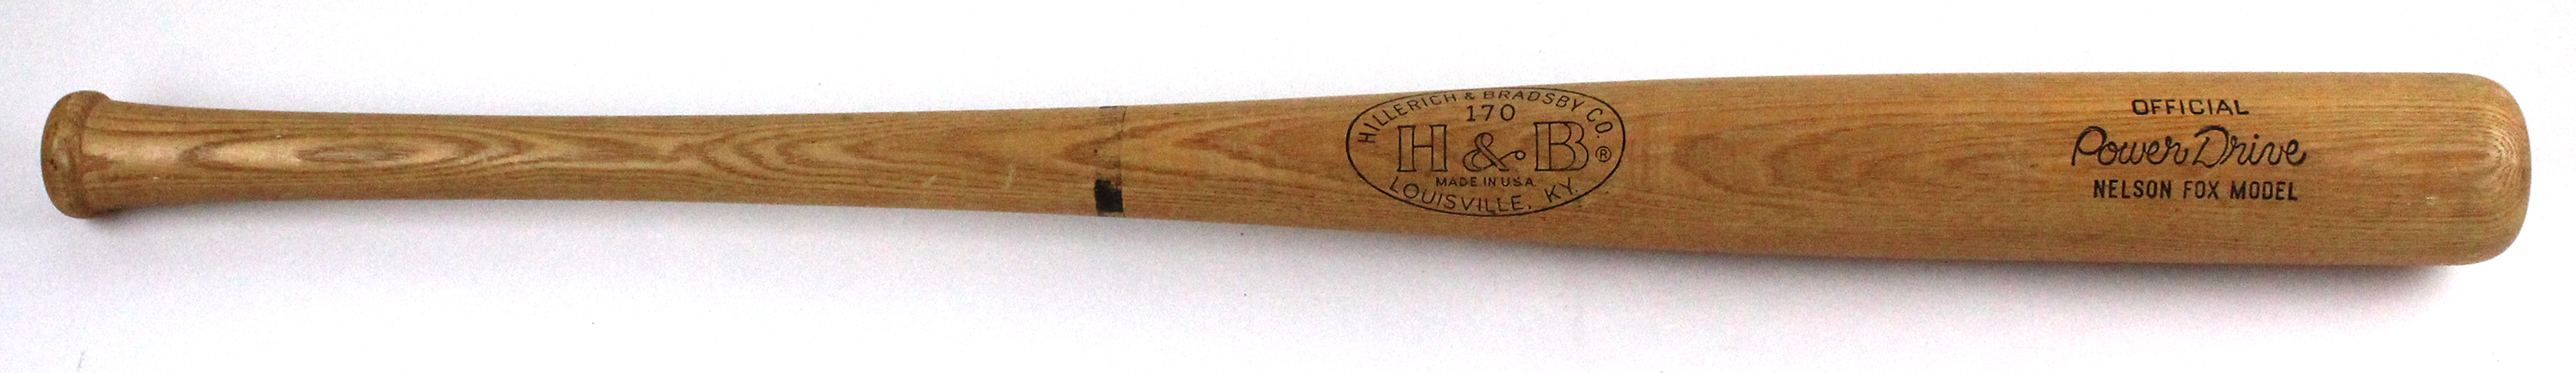 HILLERICH & BRADSBY CO.
170
H & B ®
MADE IN U.S.A.
LOUISVILLE, KY.
OFFICIAL
Power Drive
NELSON FOX MODEL